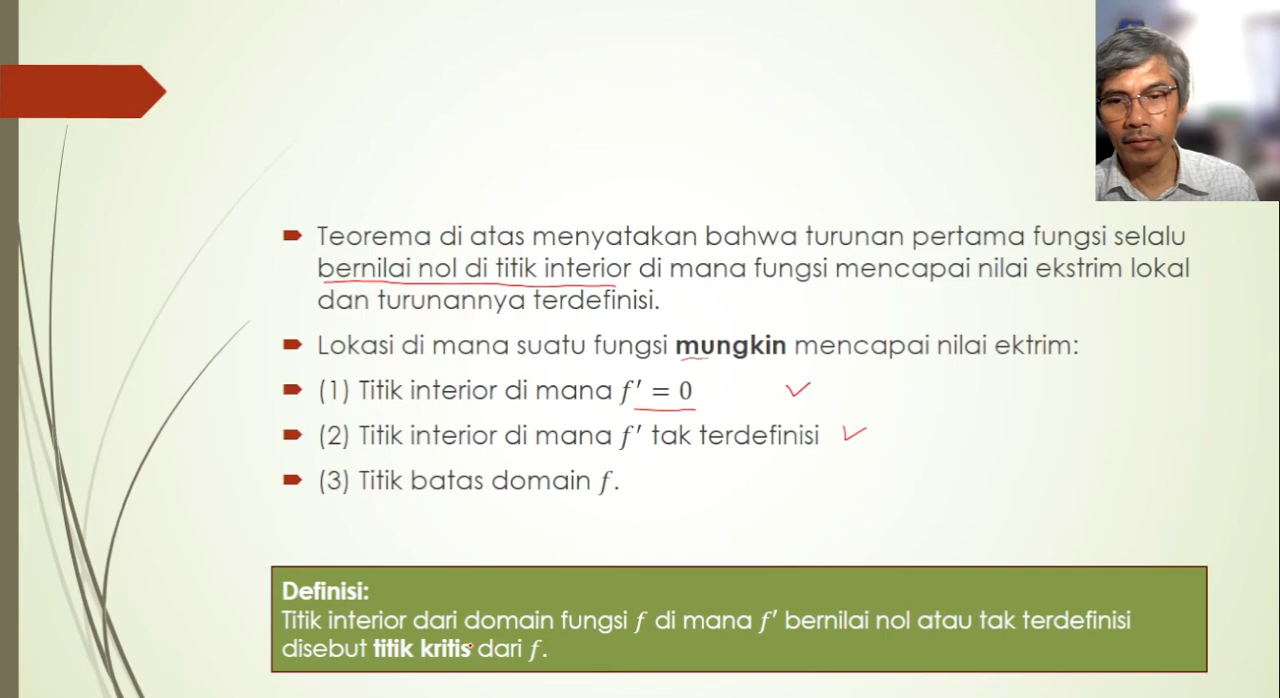 Teorema di atas menyatakan bahwa turunan pertama fungsi selalu
bernilai nol di titik interior di mana fungsi mencapai nilai ekstrim lokal
dan turunannya terdefinisi.
Lokasi di mana suatu fungsi mungkin mencapai nilai ektrim:
(1) Titik interior di mana f′ = 0
(2) Titik interior di mana f′ tak terdefinisi
(3) Titik batas domain f.
Definisi:
Titik interior dari domain fungsi f di mana f′ bernilai nol atau tak terdefinisi
disebut titik kritis dari f.